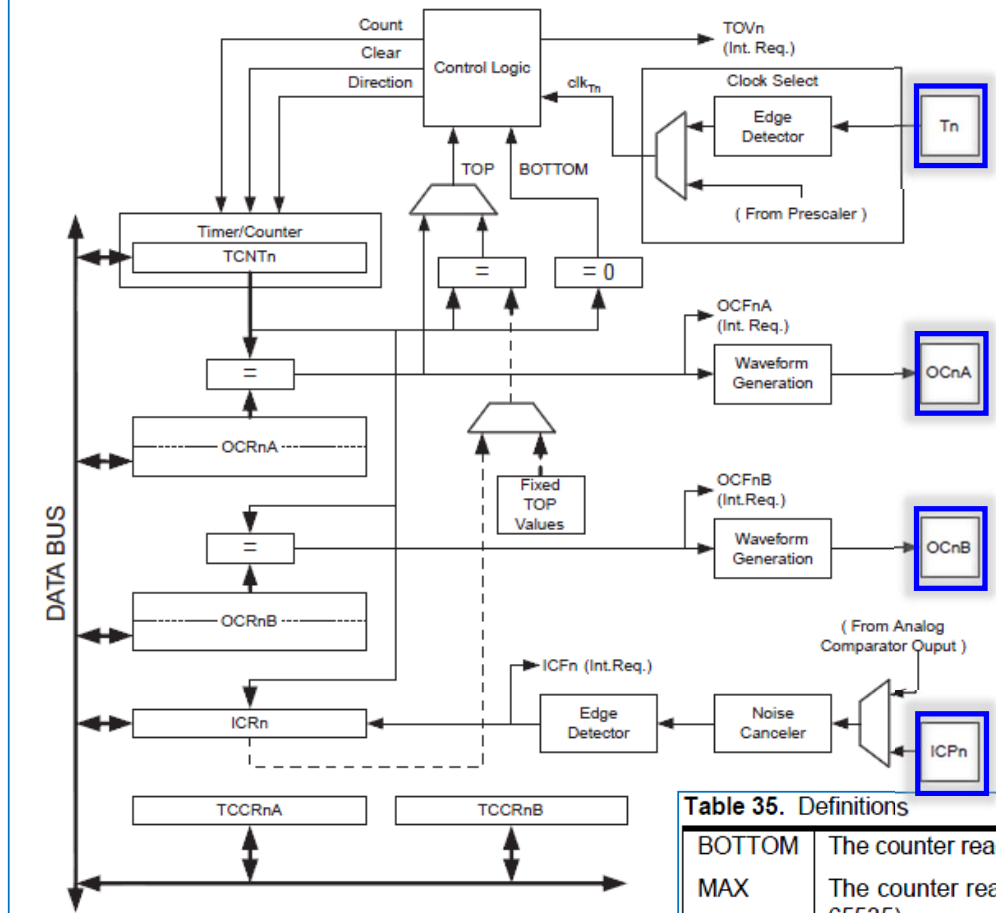 Count
Clear
Direction
Control Logic
TOVn
(Int. Req.)
clkTn
Clock Select
Edge
Detector
Tn
( From Prescaler )
TOP
BOTTOM
Timer/Counter
TCNTn
=
= 0
=
OCRnA
OCFnA
(Int. Req.)
Waveform
Generation
OCnA
Fixed
TOP
Values
DATA BUS
=
OCRnB
OCFnB
(Int.Req.)
Waveform
Generation
OCnB
( From Analog
Comparator Ouput )
ICFn (Int.Req.)
ICRn
Edge
Detector
Noise
Canceler
ICPn
TCCRnA
TCCRnB
Table 35. Definitions
BOTTOM The counter rea
MAX The counter rea
65535)